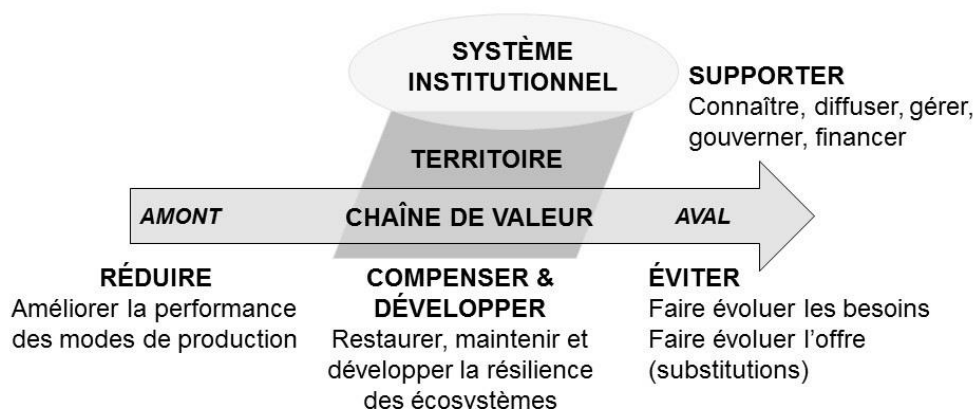 SYSTÈME
INSTITUTIONNEL
SUPPORTER
Connaître, diffuser, gérer,
gouverner, financer
TERRITOIRE
AMONT
CHAÎNE DE VALEUR
AVAL
RÉDUIRE
Améliorer la performance
des modes de production
COMPENSER &
DÉVELOPPER
Restaurer, maintenir et
développer la résilience
des écosystèmes
ÉVITER
Faire évoluer les besoins
Faire évoluer l'offre
(substitutions)